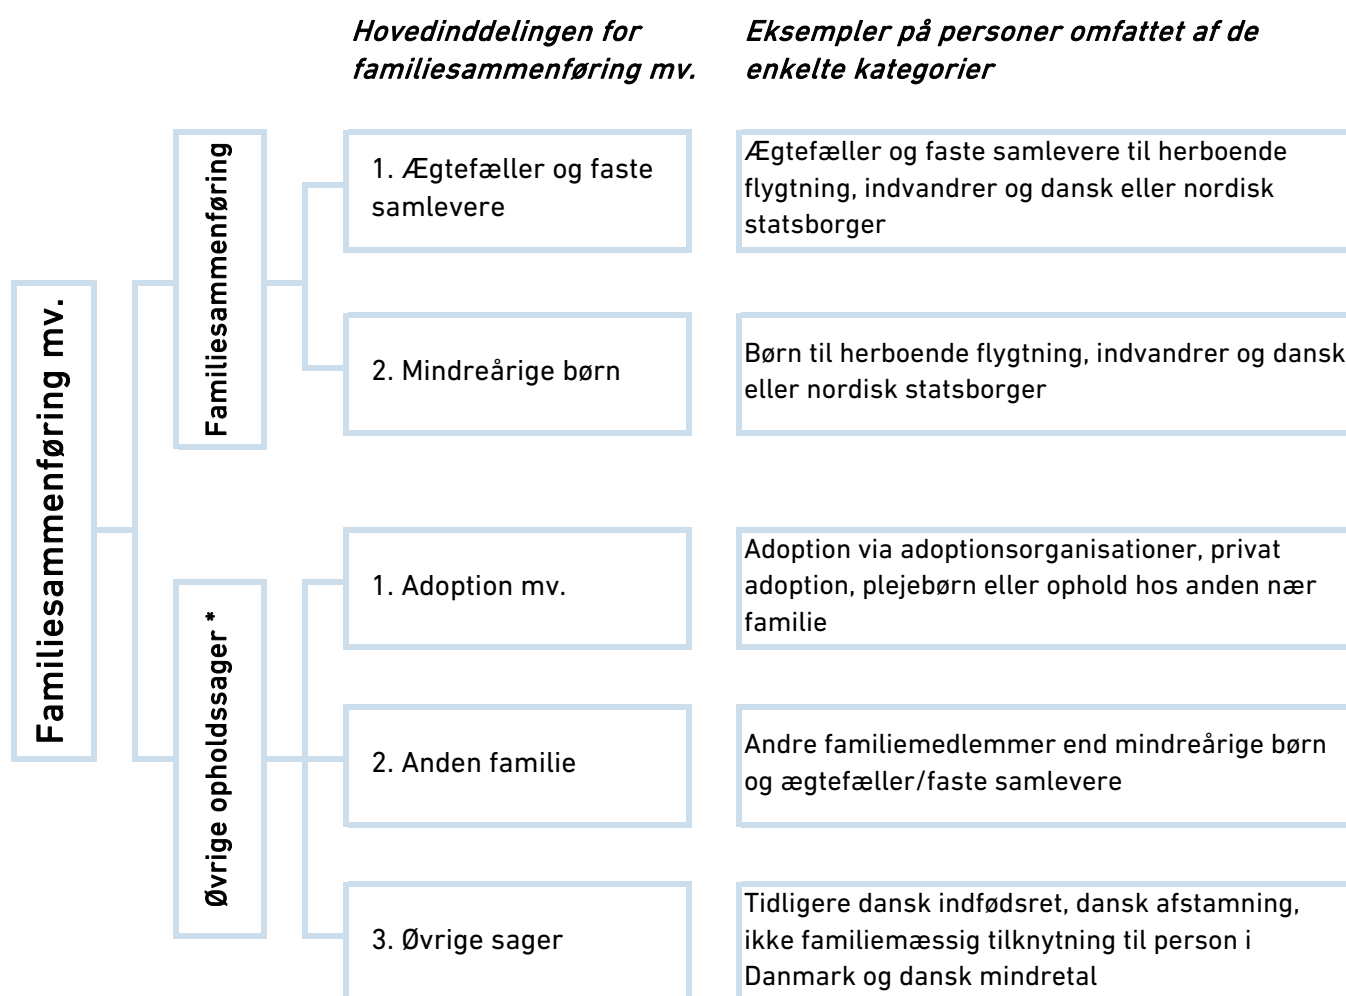 Hovedinddelingen for
familiesammenføring mv.
Eksempler på personer omfattet af de
enkelte kategorier
Familiesammenføring mv.
Familiesammenføring
1. Ægtefæller og faste
samlevere
Ægtefæller og faste samlevere til herboende
flygtning, indvandrer og dansk eller nordisk
statsborger
2. Mindreårige børn
Børn til herboende flygtning, indvandrer og dansk
eller nordisk statsborger
Øvrige opholdssager *
1. Adoption mv.
Adoption via adoptionsorganisationer, privat
adoption, plejebørn eller ophold hos anden nær
familie
2. Anden familie
Andre familiemedlemmer end mindreårige børn
og ægtefæller/faste samlevere
3. Øvrige sager
Tidligere dansk indfødsret, dansk afstamning,
ikke familiemæssig tilknytning til person i
Danmark og dansk mindretal